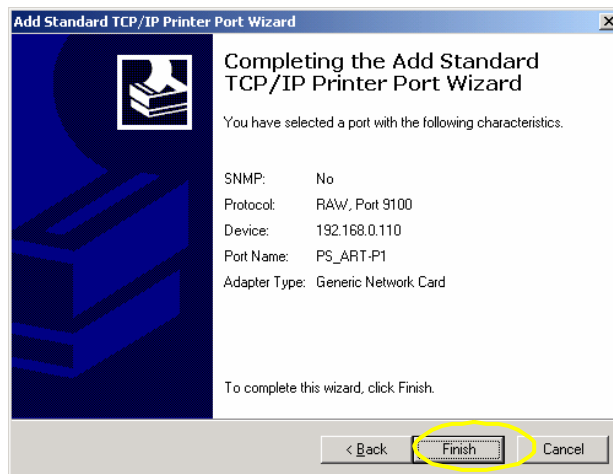 Add Standard TCP/IP Printer Port Wizard
Completing the Add Standard
TCP/IP Printer Port Wizard
You have selected a port with the following characteristics.
SNMP: No
Protocol: RAW, Port 9100
Device: 192.168.0.110
Port Name: PS_ART-P1
Adapter Type: Generic Network Card
To complete this wizard, click Finish.
< Back Finish Cancel